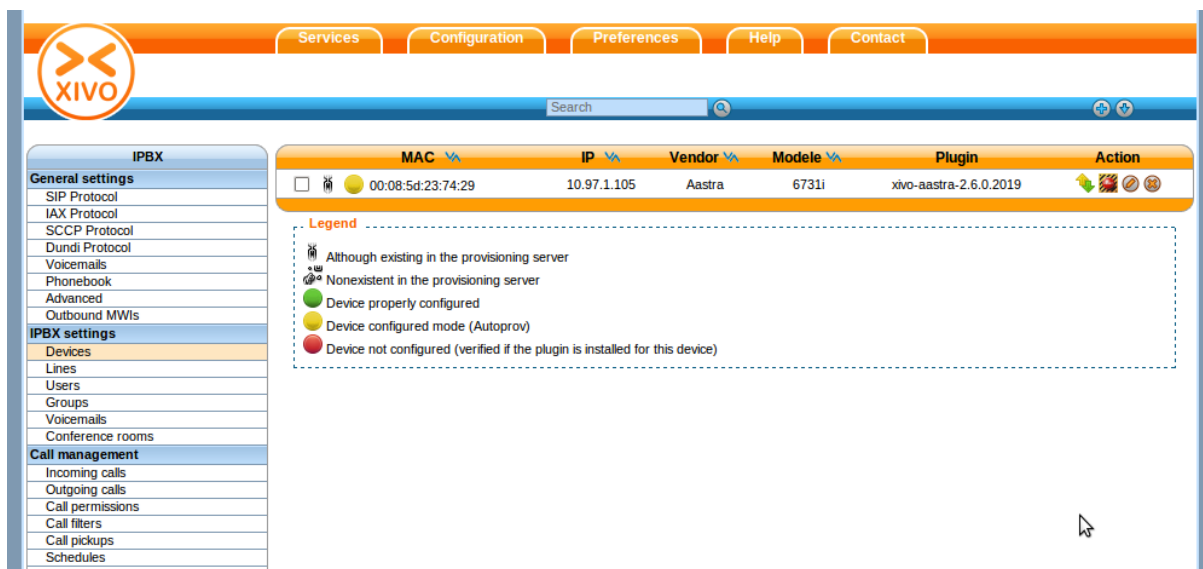 Services Configuration Preferences Help Contact
XIVO
Search
IPBX
General settings
SIP Protocol
IAX Protocol
SCCP Protocol
Dundi Protocol
Voicemails
Phonebook
Advanced
Outbound MWIs
IPBX settings
Devices
Lines
Users
Groups
Voicemails
Conference rooms
Call management
Incoming calls
Outgoing calls
Call permissions
Call filters
Call pickups
Schedules
MAC IP Vendor Modele Plugin Action
00:08:5d:23:74:29 10.97.1.105 Aastra 6731i xivo-aastra-2.6.0.2019
Legend
Although existing in the provisioning server
Nonexistent in the provisioning server
Device properly configured
Device configured mode (Autoprov)
Device not configured (verified if the plugin is installed for this device)